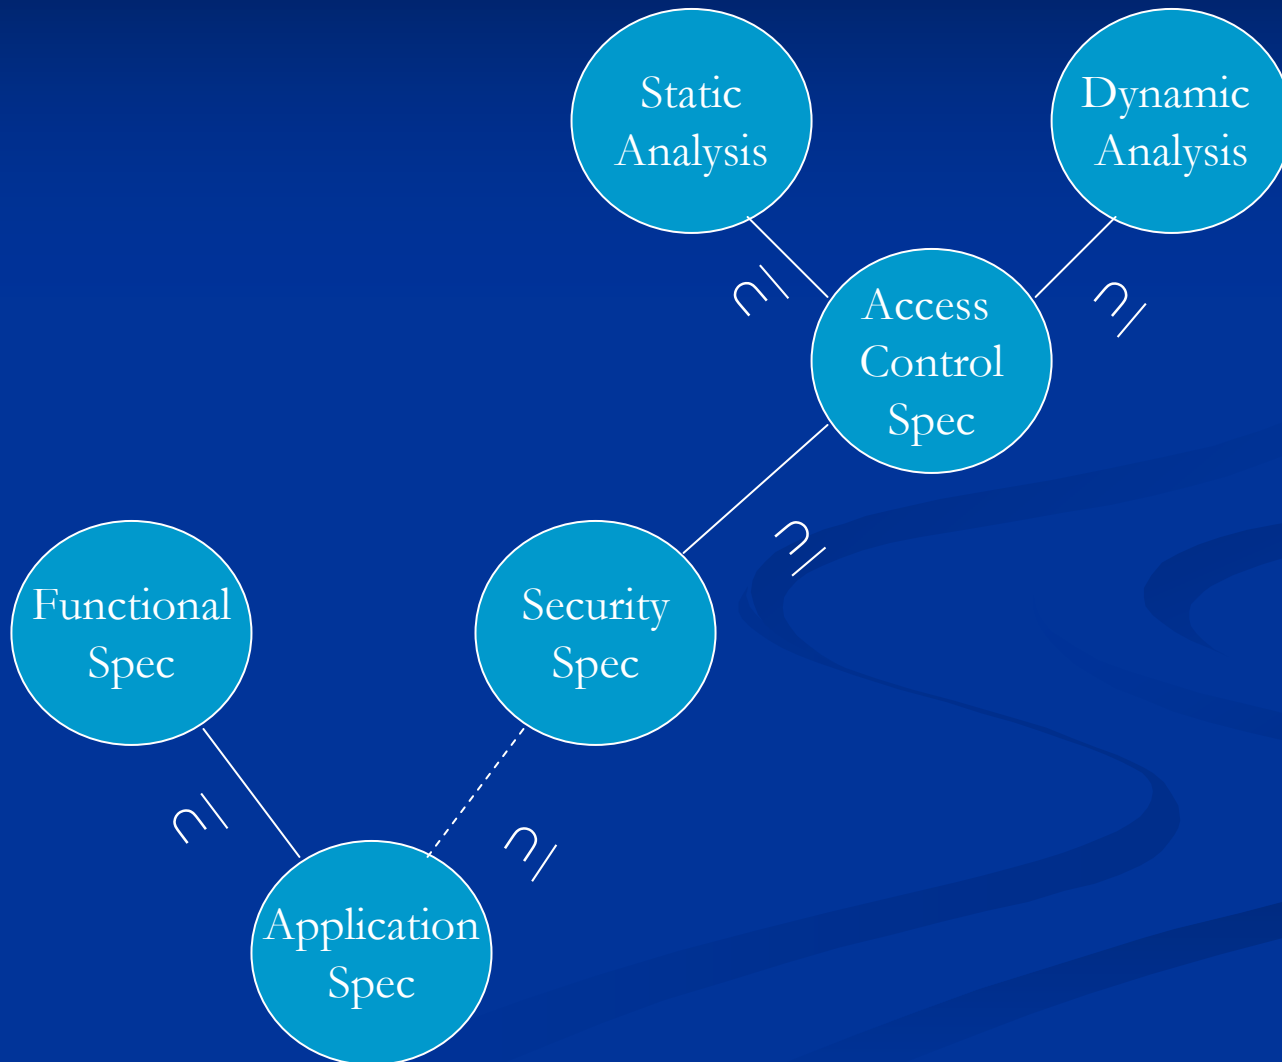 Static
Analysis
Dynamic
Analysis
⊆
⊆
Access
Control
Spec
⊆
Functional
Spec
Security
Spec
⊆
⊆
Application
Spec